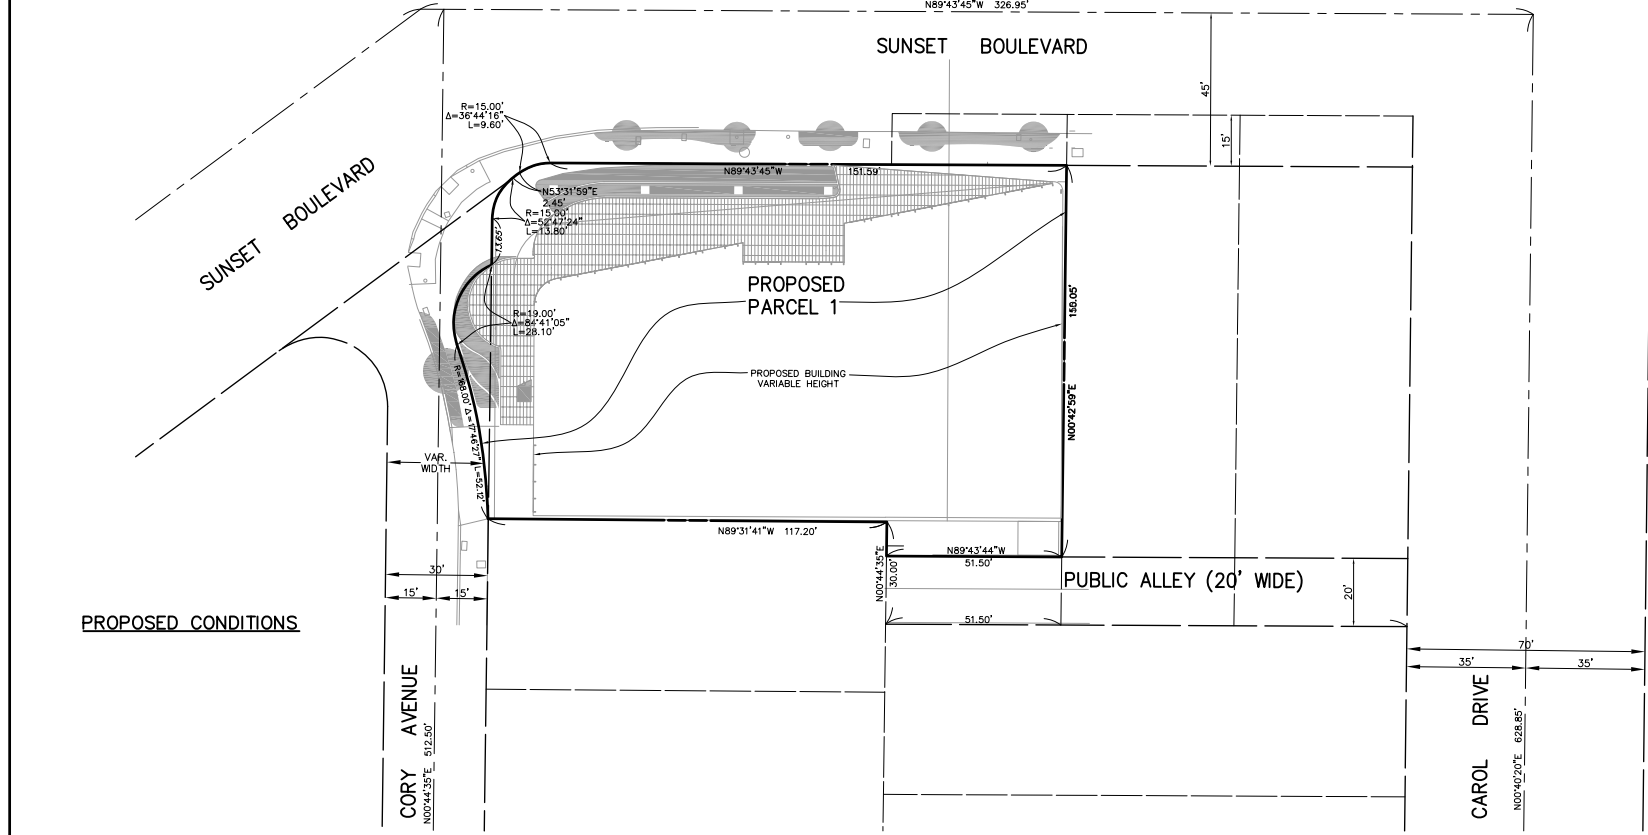 N89°43'45"W 326.95'
SUNSET BOULEVARD
45'
15'
R=15.00'
Δ=36°44'16"
L=9.60'
SUNSET BOULEVARD
N89°43'45"W 151.59'
N53°31'59"E
2.45'
R=15.00'
Δ=52°47'24"
L=13.80'
13.65'
PROPOSED
PARCEL 1
R=19.00'
Δ=84°41'05"
L=28.10'
N00°42'59"E
PROPOSED BUILDING
VARIABLE HEIGHT
R=168.00' Δ=17°46'27" L=52.12'
VAR.
WIDTH
N89°31'41"W 117.20'
N00°44'35"E
30.00'
N89°43'44"W
51.50'
PUBLIC ALLEY (20' WIDE)
20'
51.50'
30'
15' 15'
PROPOSED CONDITIONS
70'
35' 35'
CORY AVENUE
N00°44'35"E 512.50'
CAROL DRIVE
N00°40'20"E 628.85'